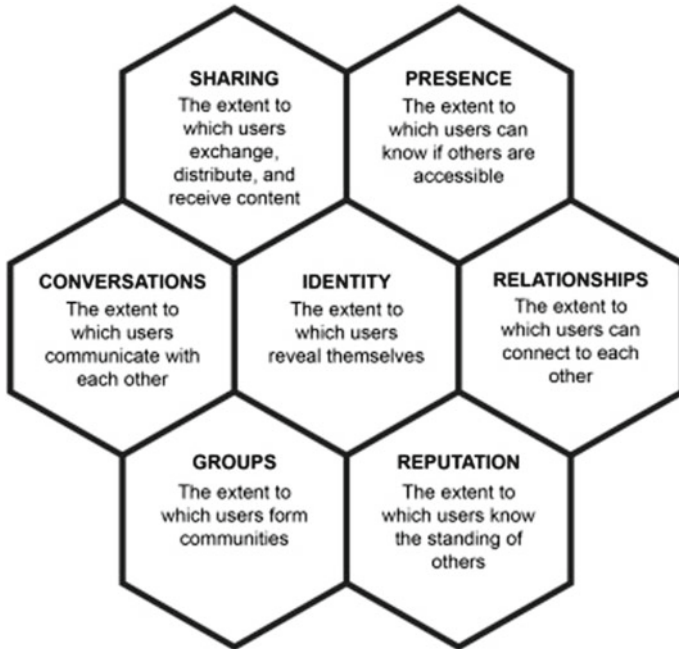 SHARING
The extent to
which users
exchange,
distribute, and
receive content
PRESENCE
The extent to
which users can
know if others are
accessible
CONVERSATIONS
The extent to
which users
communicate with
each other
IDENTITY
The extent to
which users
reveal themselves
RELATIONSHIPS
The extent to
which users can
connect to each
other
GROUPS
The extent to
which users form
communities
REPUTATION
The extent to
which users know
the standing of
others